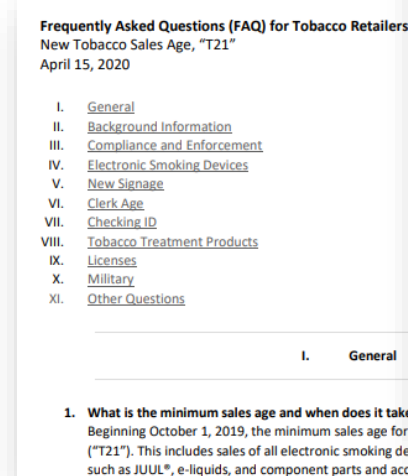 Frequently Asked Questions (FAQ) for Tobacco Retailers
New Tobacco Sales Age, “T21”
April 15, 2020
I. General
II. Background Information
III. Compliance and Enforcement
IV. Electronic Smoking Devices
V. New Signage
VI. Clerk Age
VII. Checking ID
VIII. Tobacco Treatment Products
IX. Licenses
X. Military
XI. Other Questions
I. General
1. What is the minimum sales age and when does it take
Beginning October 1, 2019, the minimum sales age for
(“T21”). This includes sales of all electronic smoking de
such as JUUL®, e-liquids, and component parts and acc